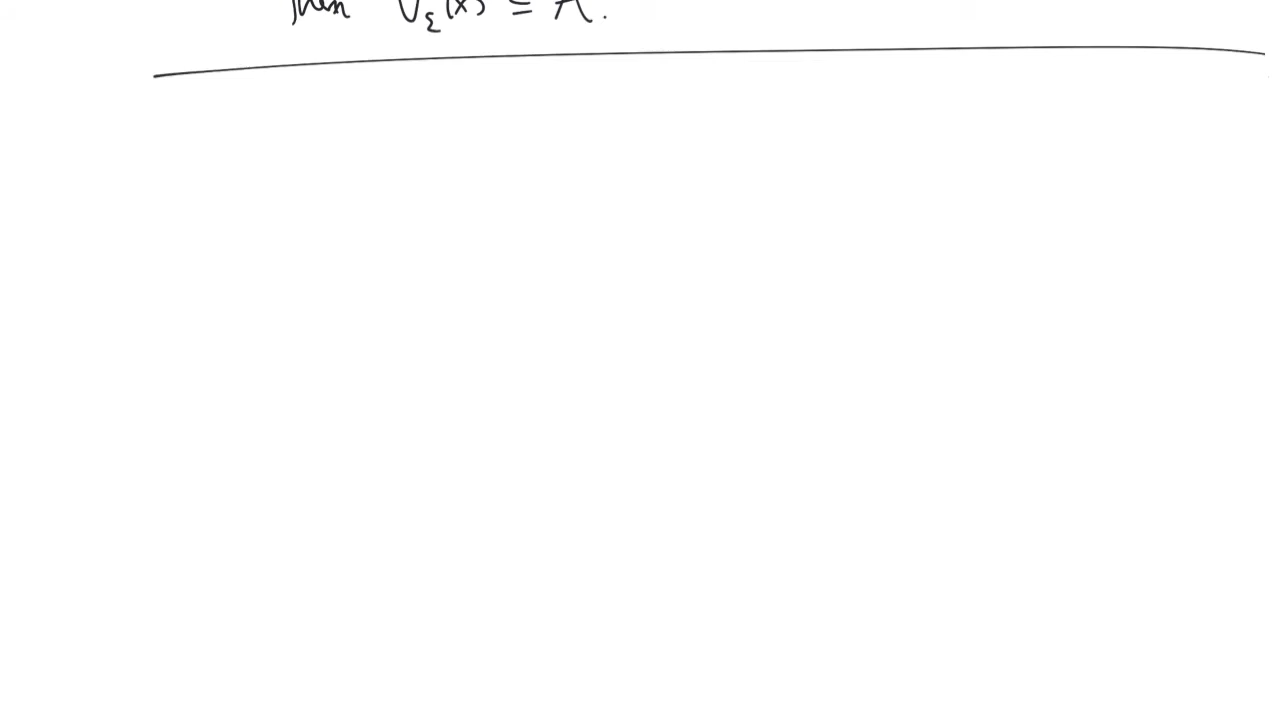 Then V_ε(x) ⊆ A.